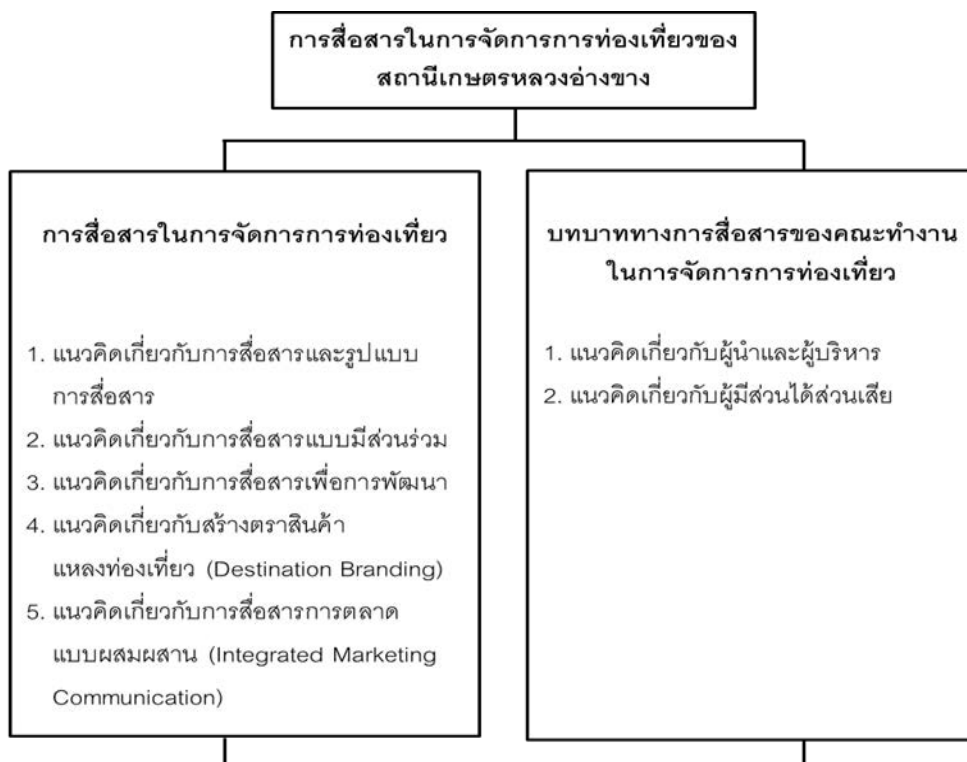 การสื่อสารในการจัดการการท่องเที่ยวของ
สถานีเกษตรหลวงอ่างขาง
การสื่อสารในการจัดการการท่องเที่ยว
1. แนวคิดเกี่ยวกับการสื่อสารและรูปแบบ
การสื่อสาร
2. แนวคิดเกี่ยวกับการสื่อสารแบบมีส่วนร่วม
3. แนวคิดเกี่ยวกับการสื่อสารเพื่อการพัฒนา
4. แนวคิดเกี่ยวกับสร้างตราสินค้า
แหลงท่องเที่ยว (Destination Branding)
5. แนวคิดเกี่ยวกับการสื่อสารการตลาด
แบบผสมผสาน (Integrated Marketing
Communication)
บทบาททางการสื่อสารของคณะทำงาน
ในการจัดการการท่องเที่ยว
1. แนวคิดเกี่ยวกับผู้นำและผู้บริหาร
2. แนวคิดเกี่ยวกับผู้มีส่วนได้ส่วนเสีย